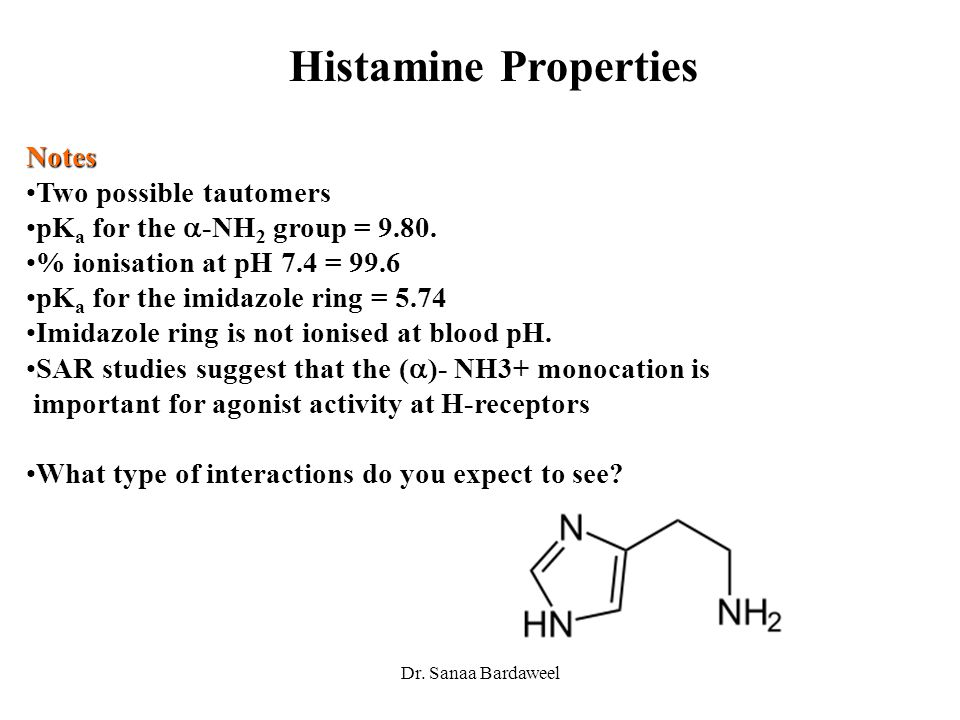 Histamine Properties
Notes
•Two possible tautomers
•pKa for the α-NH2 group = 9.80.
•% ionisation at pH 7.4 = 99.6
•pKa for the imidazole ring = 5.74
•Imidazole ring is not ionised at blood pH.
•SAR studies suggest that the (α)- NH3+ monocation is
important for agonist activity at H-receptors
•What type of interactions do you expect to see?
N
HN
NH2
Dr. Sanaa Bardaweel